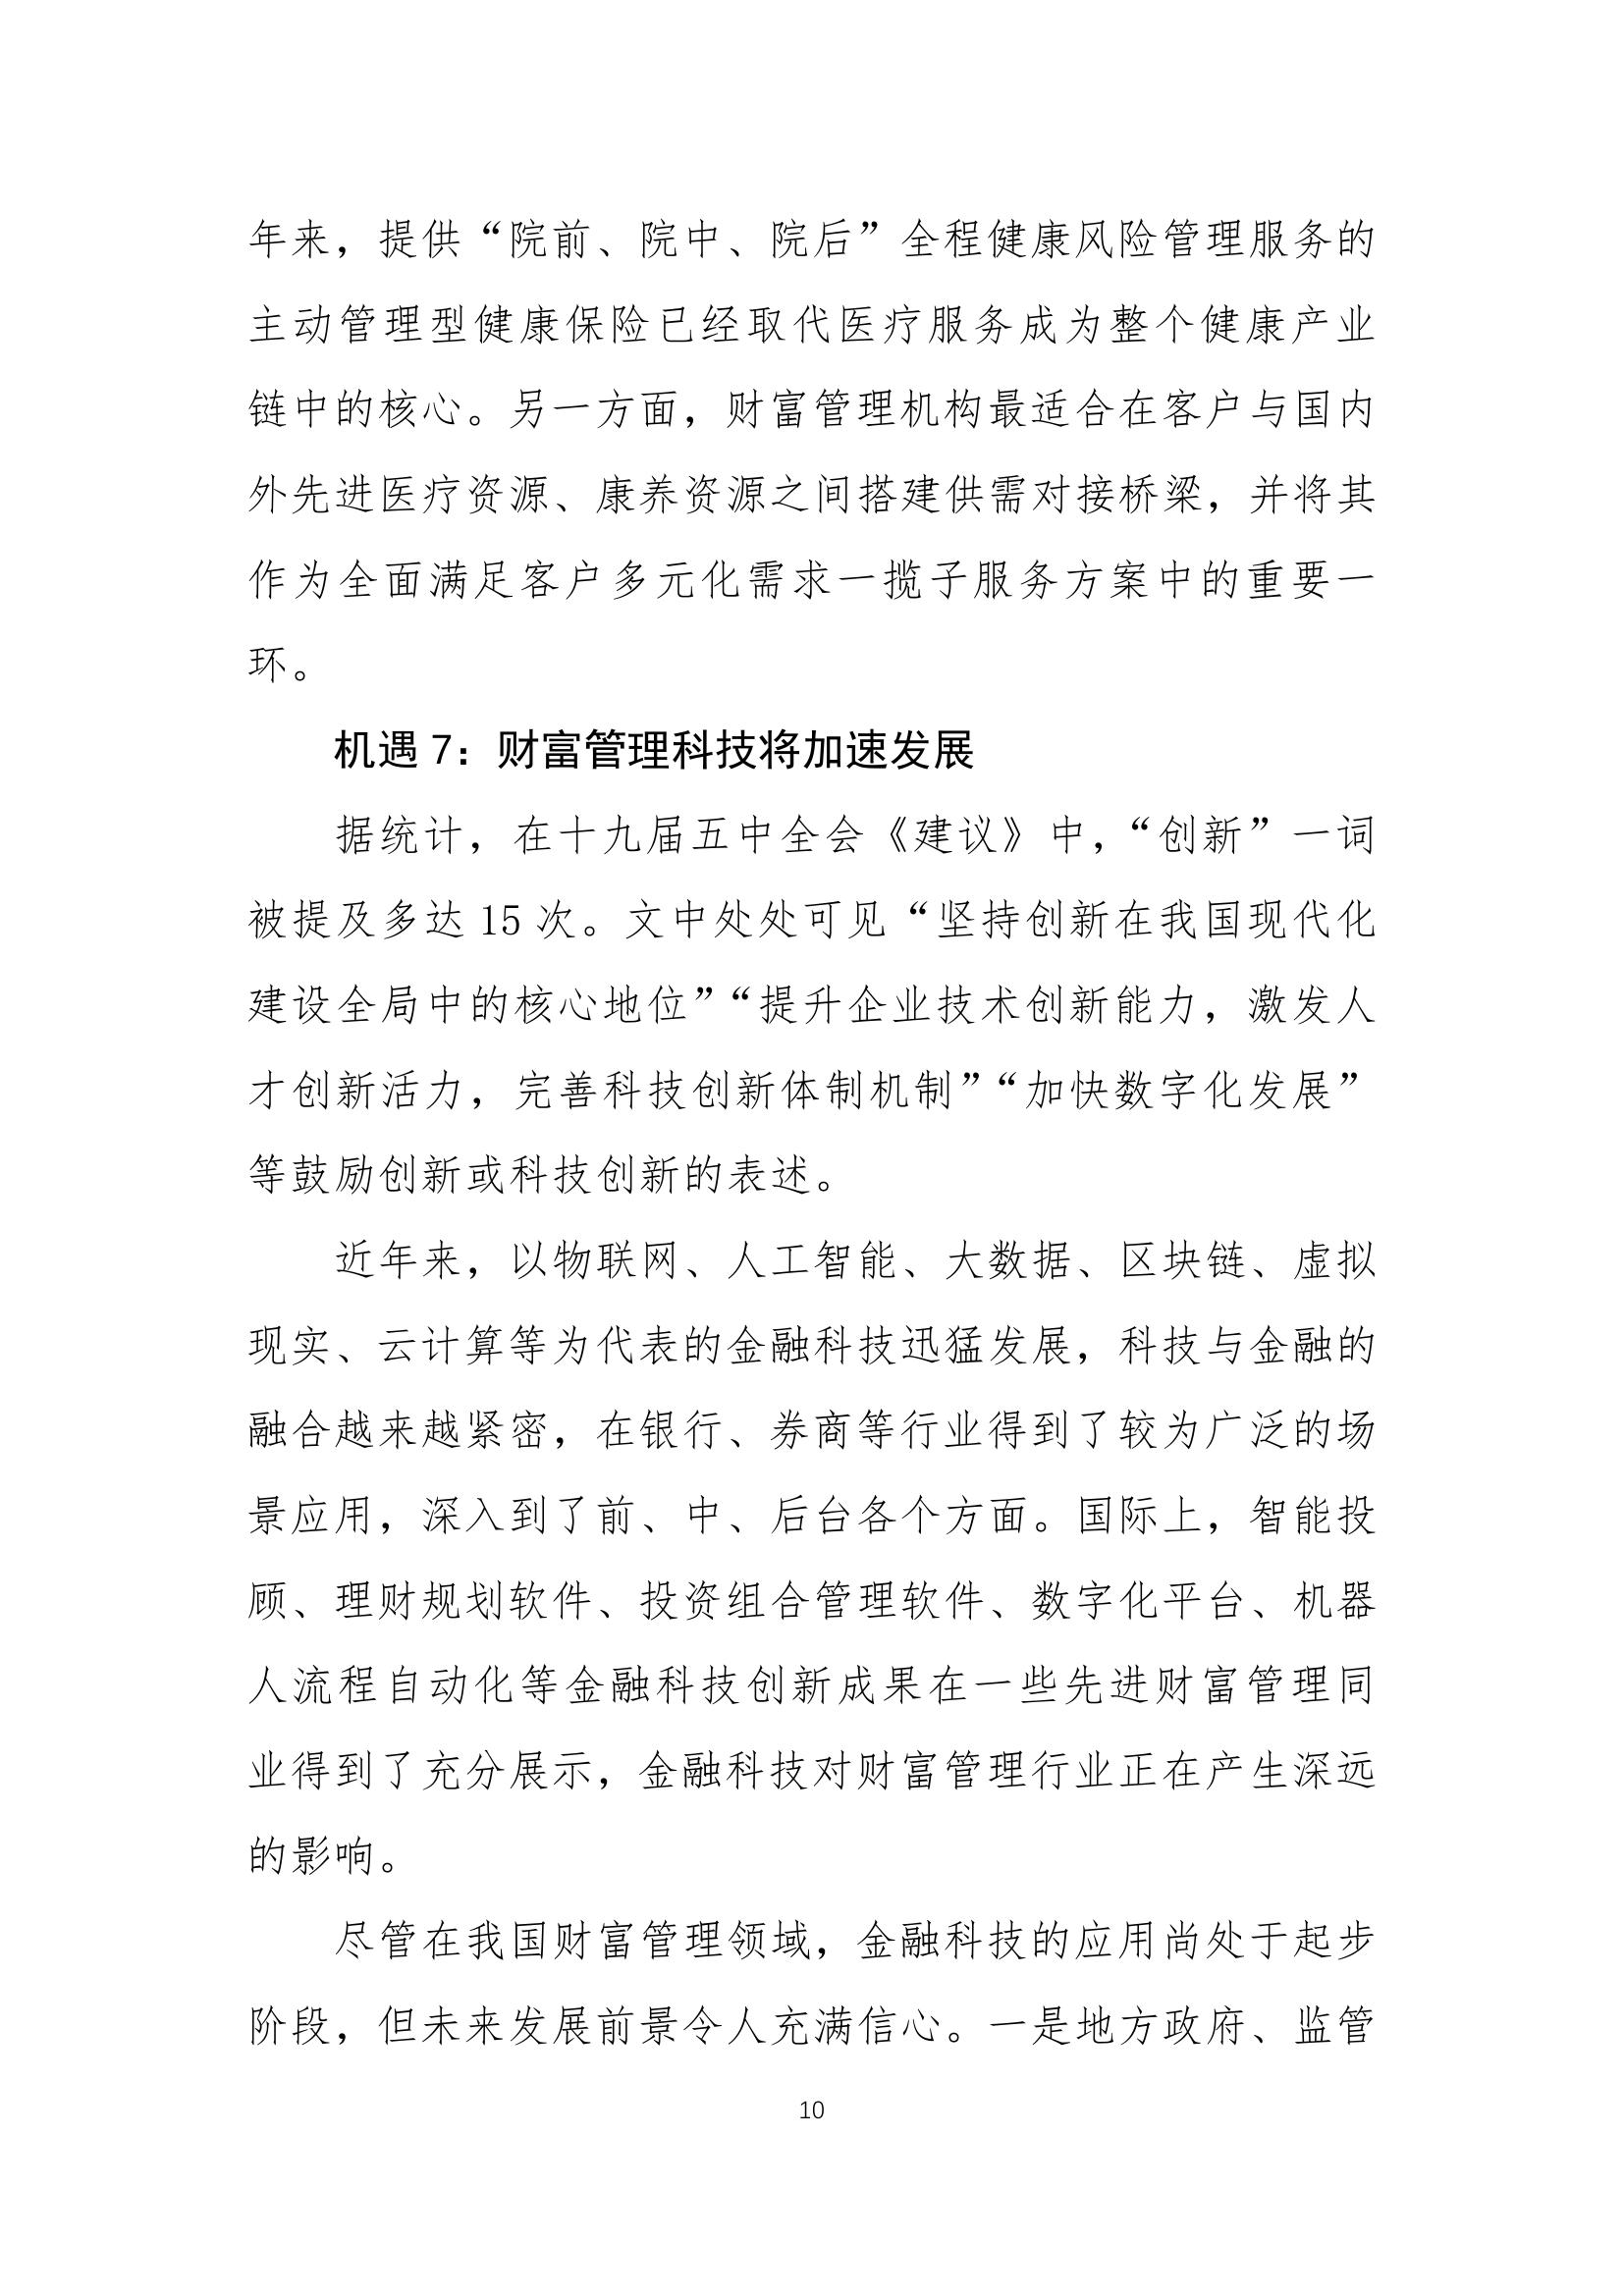 年来，提供“院前、院中、院后”全程健康风险管理服务的
主动管理型健康保险已经取代医疗服务成为整个健康产业
链中的核心。另一方面，财富管理机构最适合在客户与国内
外先进医疗资源、康养资源之间搭建供需对接桥梁，并将其
作为全面满足客户多元化需求一揽子服务方案中的重要一
环。
机遇 7：财富管理科技将加速发展
据统计，在十九届五中全会《建议》中，“创新”一词
被提及多达 15 次。文中处处可见“坚持创新在我国现代化
建设全局中的核心地位”“提升企业技术创新能力，激发人
才创新活力，完善科技创新体制机制”“加快数字化发展”
等鼓励创新或科技创新的表述。
近年来，以物联网、人工智能、大数据、区块链、虚拟
现实、云计算等为代表的金融科技迅猛发展，科技与金融的
融合越来越紧密，在银行、券商等行业得到了较为广泛的场
景应用，深入到了前、中、后台各个方面。国际上，智能投
顾、理财规划软件、投资组合管理软件、数字化平台、机器
人流程自动化等金融科技创新成果在一些先进财富管理同
业得到了充分展示，金融科技对财富管理行业正在产生深远
的影响。
尽管在我国财富管理领域，金融科技的应用尚处于起步
阶段，但未来发展前景令人充满信心。一是地方政府、监管
10